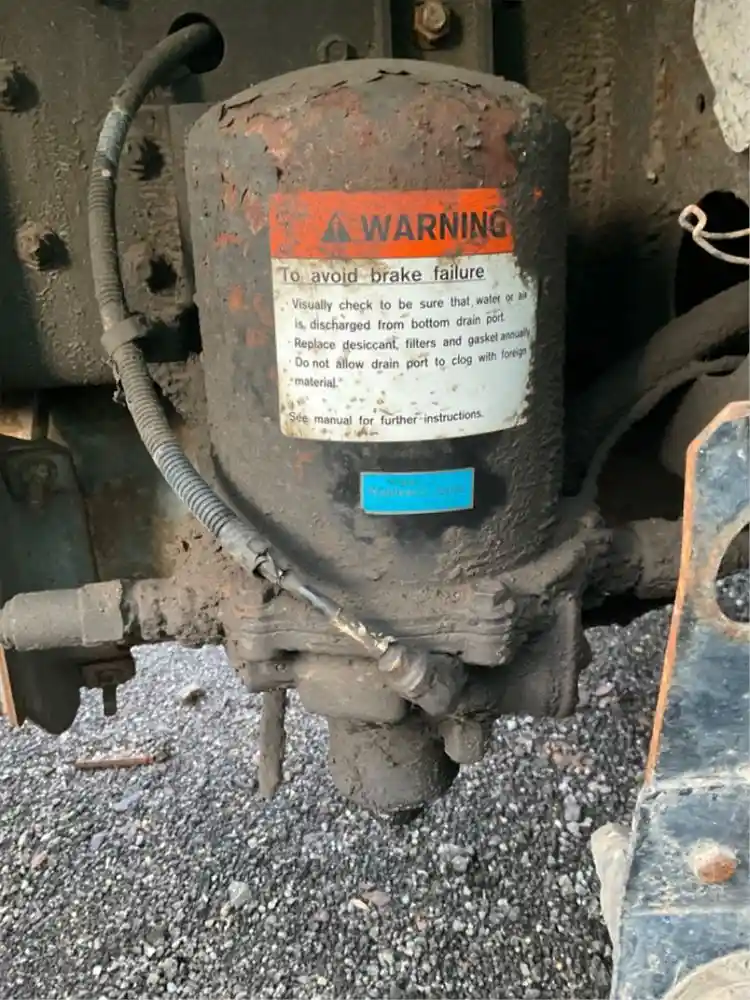 WARNING
To avoid brake failure
· Visually check to be sure that water or air
is discharged from bottom drain port.
· Replace desiccant, filters and gasket annually
· Do not allow drain port to clog with foreign
material.
See manual for further instructions.